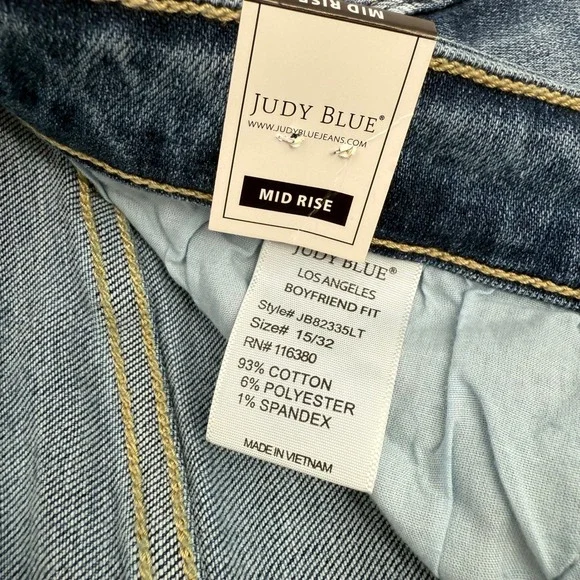 MID RISE
JUDY BLUE®
WWW.JUDYBLUEJEANS.COM
MID RISE
JUDY BLUE®
LOS ANGELES
BOYFRIEND FIT
Style# JB82335LT
Size# 15/32
RN# 116380
93% COTTON
6% POLYESTER
1% SPANDEX
MADE IN VIETNAM